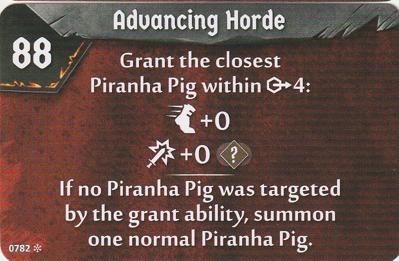 Advancing Horde
88
Grant the closest
Piranha Pig within 4:
+0
+0 ?
If no Piranha Pig was targeted
by the grant ability, summon
one normal Piranha Pig.
0782